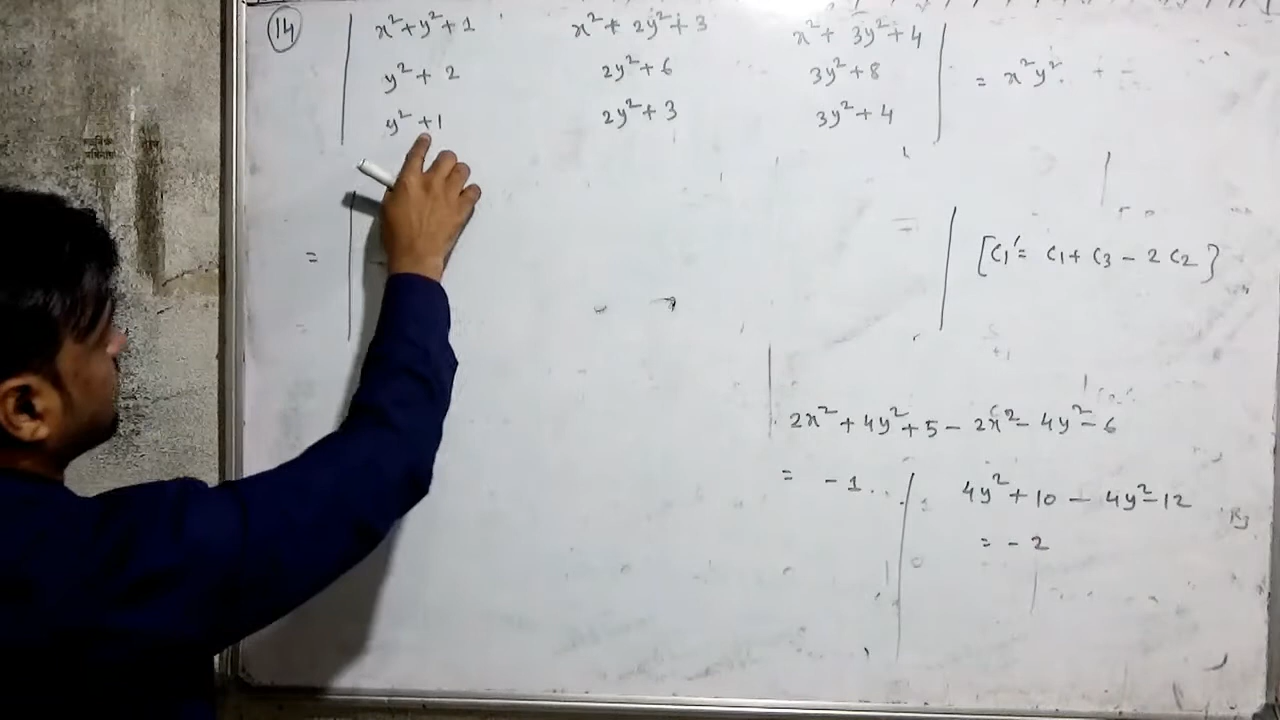 (14) | x²+y²+1 x²+2y²+3 x²+3y²+4 |
| y²+2 2y²+6 3y²+8 | = x²y²
| y²+1 2y²+3 3y²+4 |
= | | [C₁′= C₁+C₃-2C₂}
2x²+4y²+5-2x²-4y²-6
= -1
4y²+10-4y²-12
= -2